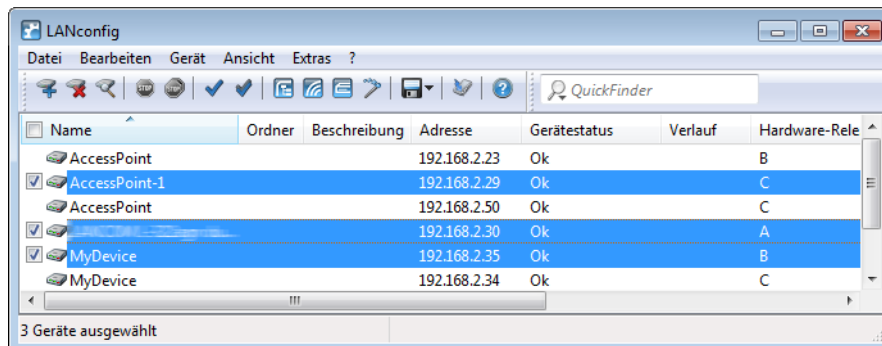 LANconfig
Datei Bearbeiten Gerät Ansicht Extras ?
QuickFinder
Name Ordner Beschreibung Adresse Gerätestatus Verlauf Hardware-Rele
AccessPoint 192.168.2.23 Ok B
AccessPoint-1 192.168.2.29 Ok C
AccessPoint 192.168.2.50 Ok C
192.168.2.30 Ok A
MyDevice 192.168.2.35 Ok B
MyDevice 192.168.2.34 Ok C
3 Geräte ausgewählt